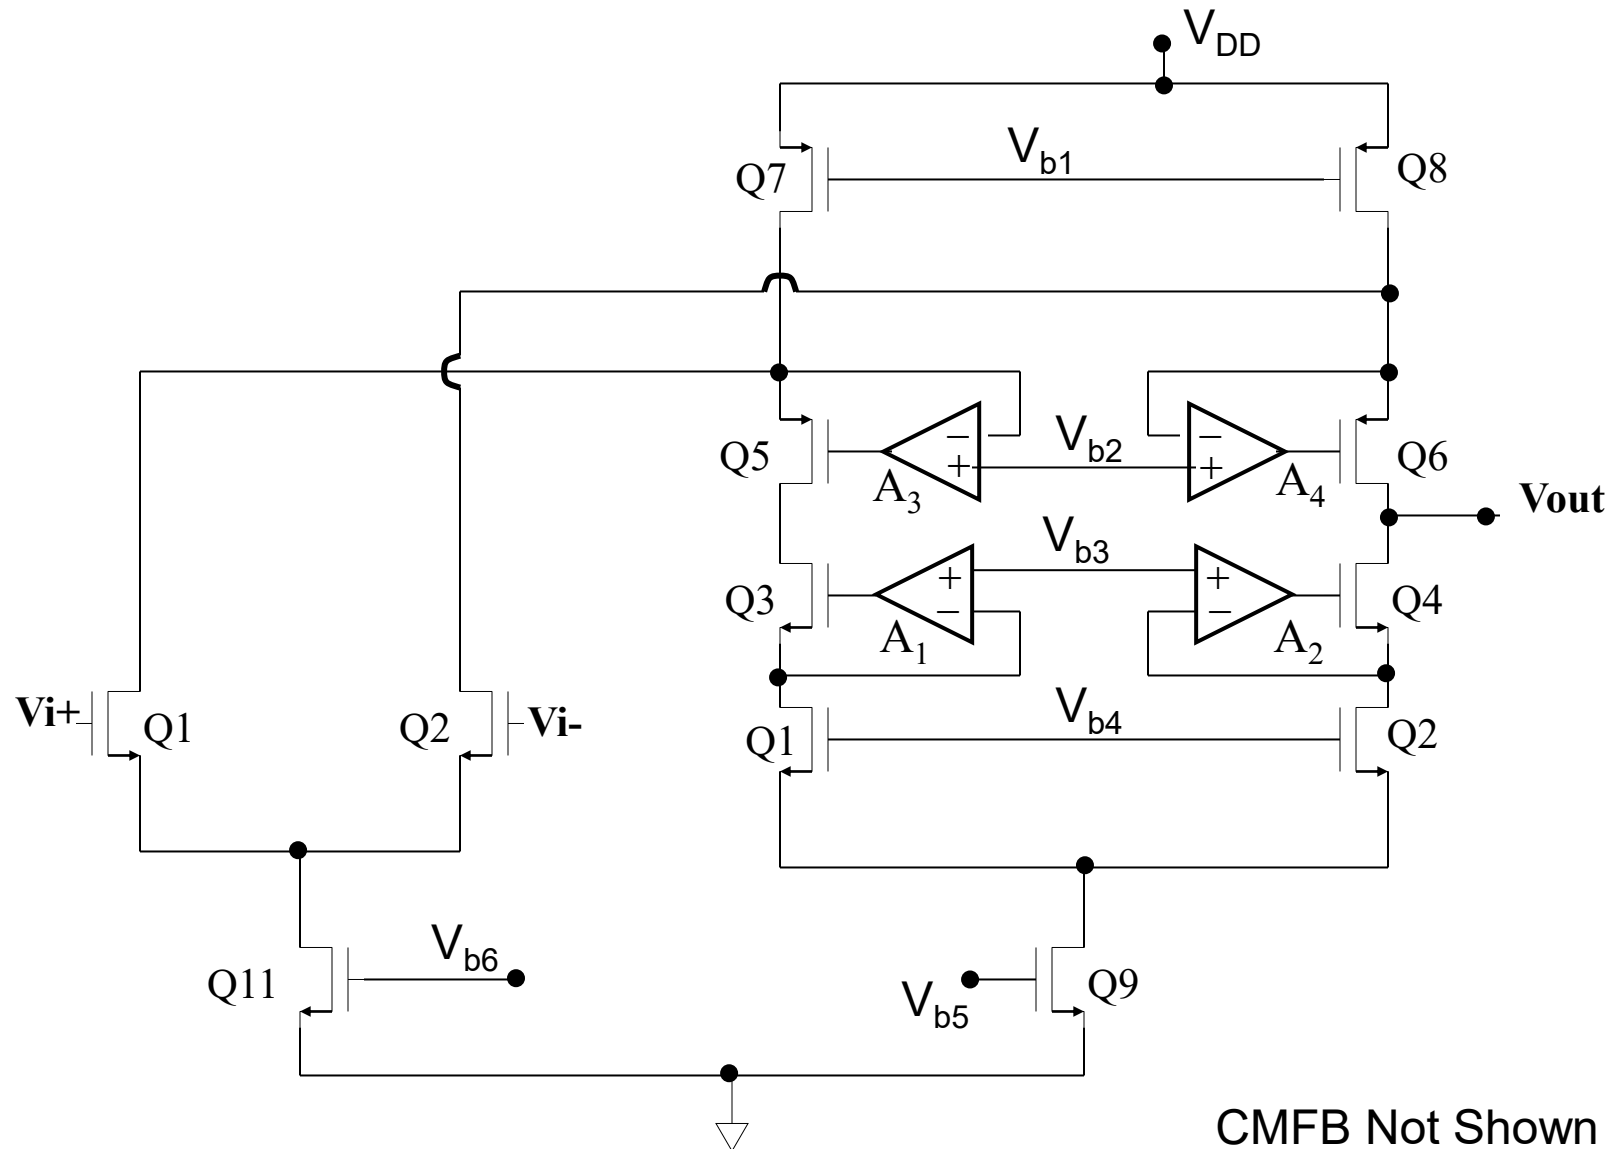 VDD
Vb1
Q7
Q8
Vb2
Q5
− −
+ +
Q6
A3
A4
Vout
Vb3
Q3
+ +
− −
Q4
A1
A2
Vi+
Q1
Q2
Vi-
Vb4
Q1
Q2
Vb6
Q11
Q9
Vb5
CMFB Not Shown